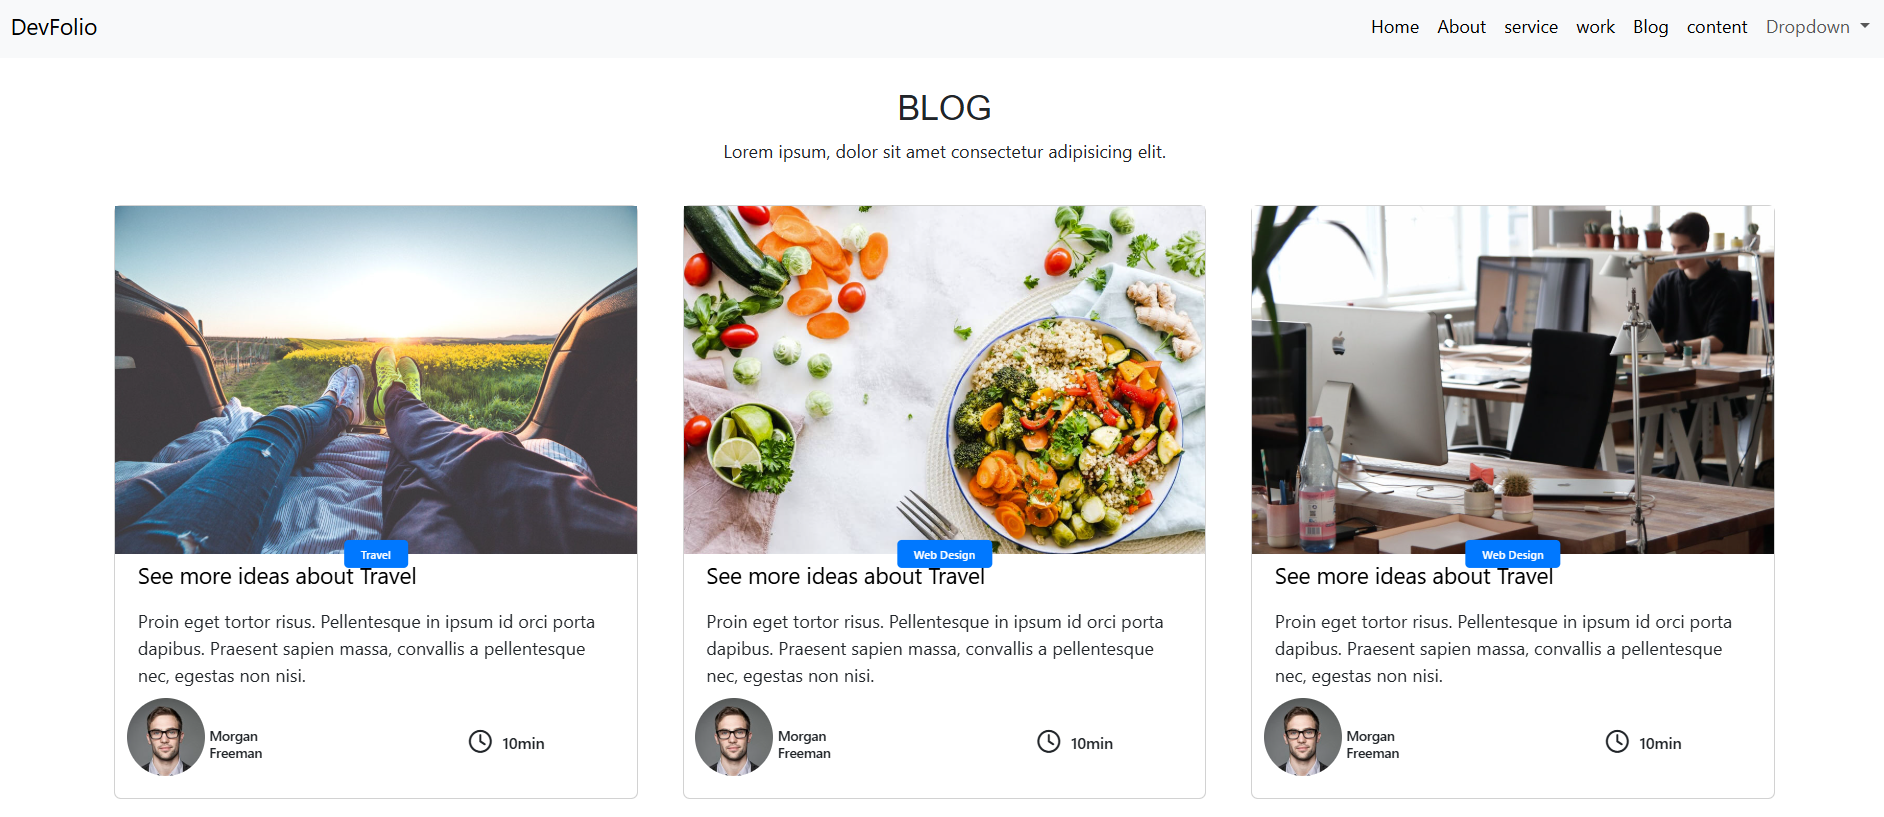 DevFolio
Home About service work Blog content Dropdown
BLOG
Lorem ipsum, dolor sit amet consectetur adipisicing elit.
Travel
See more ideas about Travel
Proin eget tortor risus. Pellentesque in ipsum id orci porta
dapibus. Praesent sapien massa, convallis a pellentesque
nec, egestas non nisi.
Morgan
Freeman
10min
Web Design
See more ideas about Travel
Proin eget tortor risus. Pellentesque in ipsum id orci porta
dapibus. Praesent sapien massa, convallis a pellentesque
nec, egestas non nisi.
Morgan
Freeman
10min
Web Design
See more ideas about Travel
Proin eget tortor risus. Pellentesque in ipsum id orci porta
dapibus. Praesent sapien massa, convallis a pellentesque
nec, egestas non nisi.
Morgan
Freeman
10min